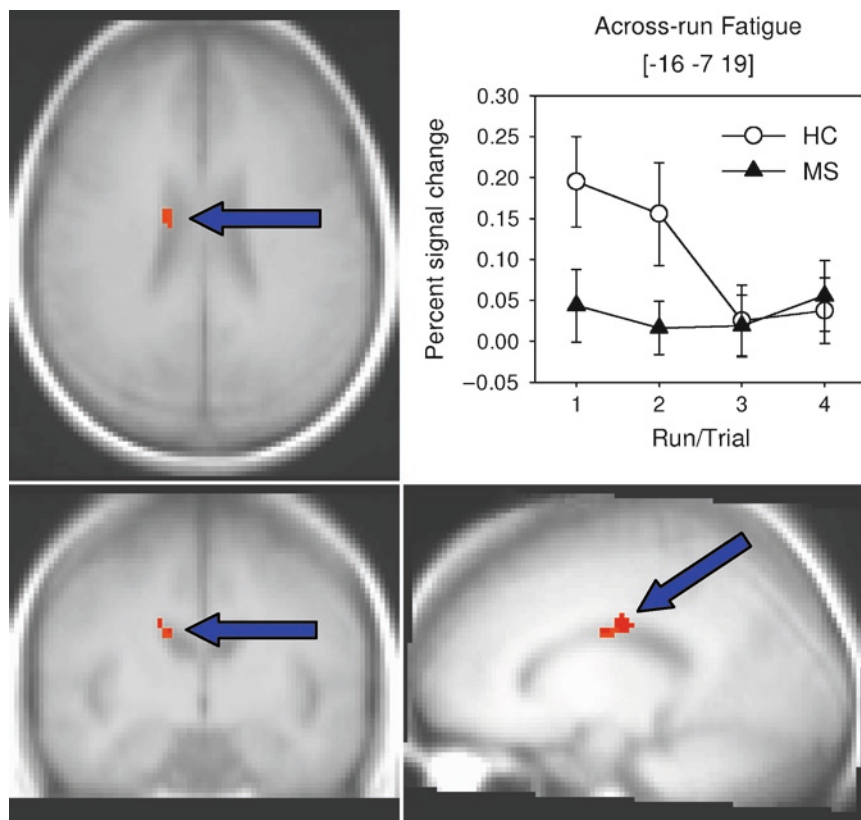 Across-run Fatigue
[-16 -7 19]
0.30
0.25
0.20
0.15
0.10
0.05
0.00
−0.05
Percent signal change
HC
MS
1 2 3 4
Run/Trial